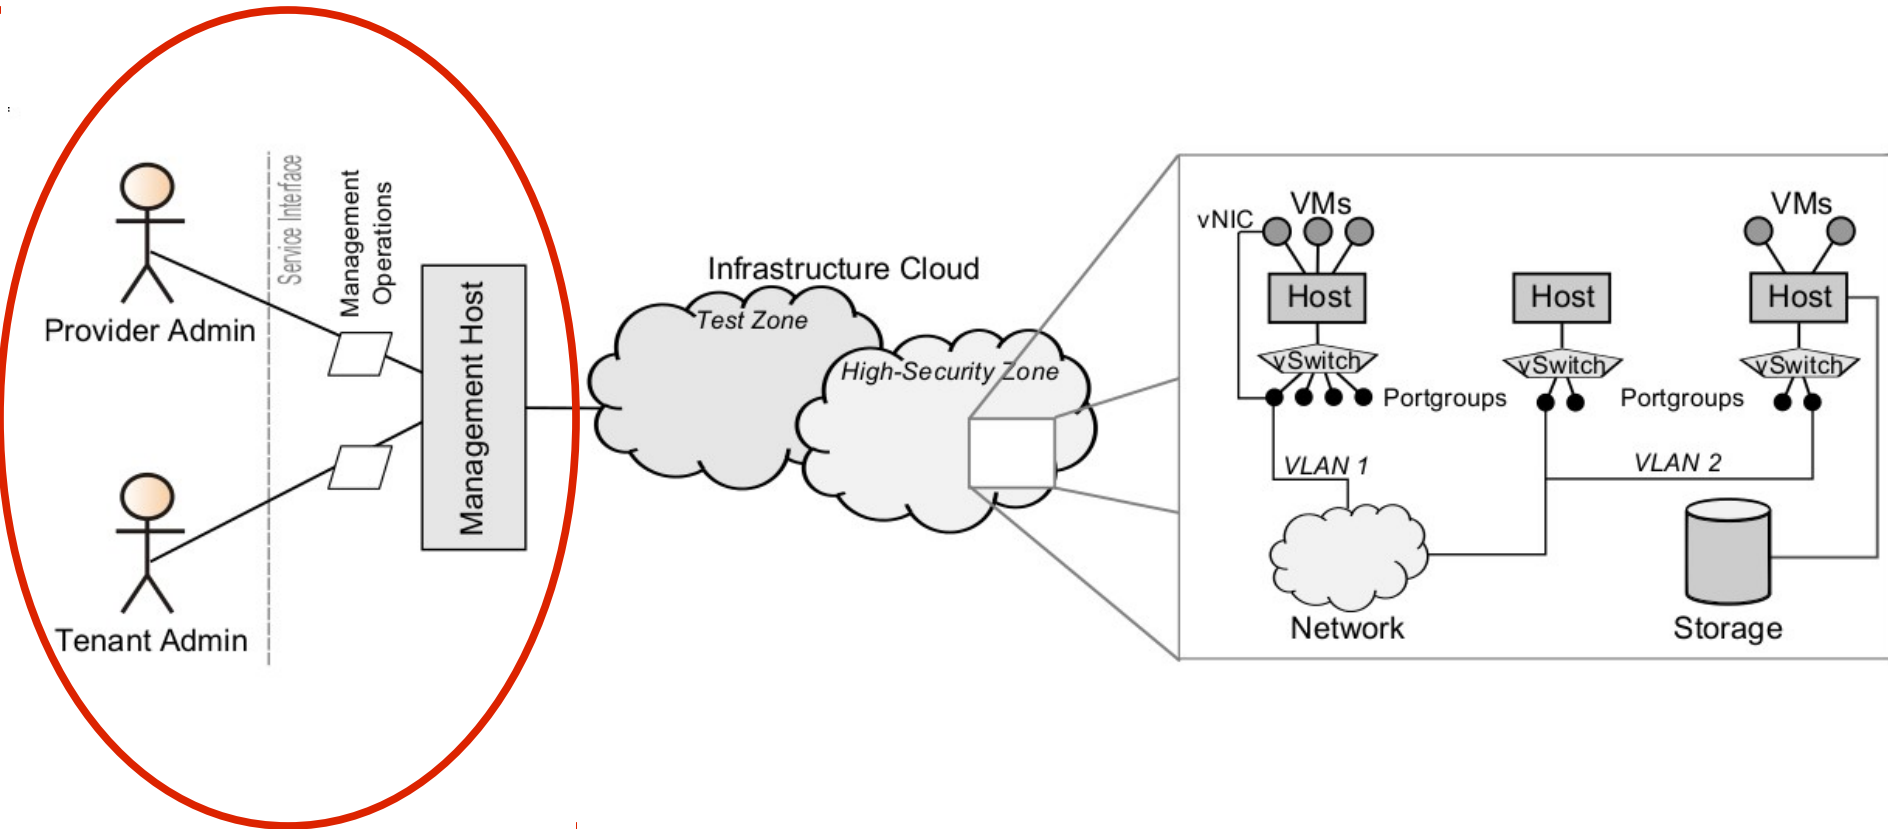 Provider Admin
Tenant Admin
Service Interface
Management
Operations
Management Host
Infrastructure Cloud
Test Zone
High-Security Zone
vNIC
VMs
VMs
Host
Host
Host
vSwitch
vSwitch
vSwitch
Portgroups
Portgroups
VLAN 1
VLAN 2
Network
Storage